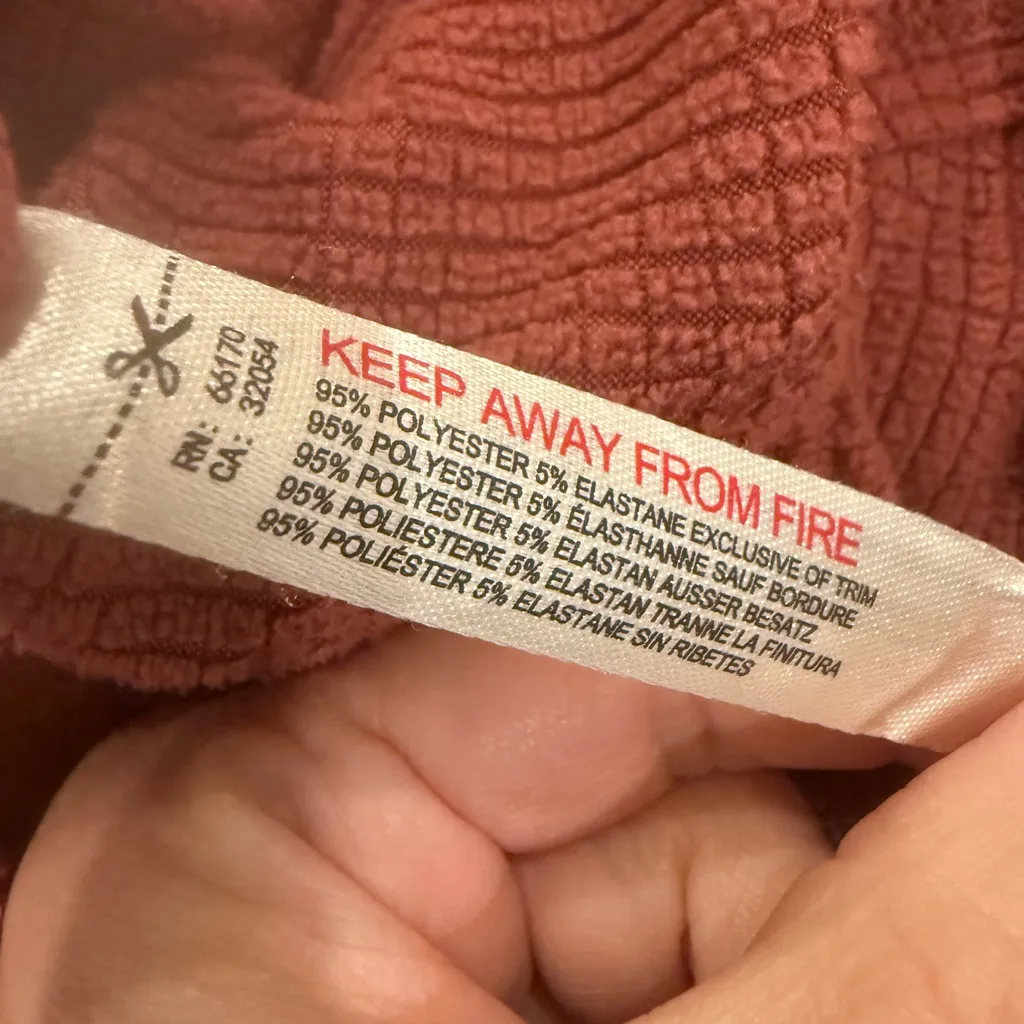 RN: 66170
CA: 32054
KEEP AWAY FROM FIRE
95% POLYESTER 5% ELASTANE EXCLUSIVE OF TRIM
95% POLYESTER 5% ÉLASTHANNE SAUF BORDURE
95% POLYESTER 5% ELASTAN AUSSER BESATZ
95% POLIESTERE 5% ELASTAN TRANNE LA FINITURA
95% POLIÉSTER 5% ELASTANE SIN RIBETES